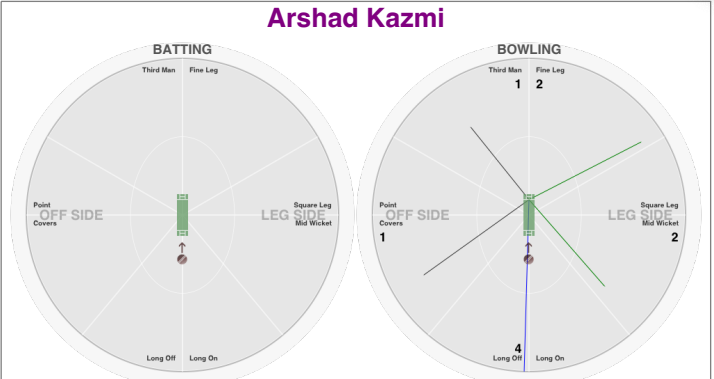 Arshad Kazmi
BATTING
Third Man Fine Leg
Point
OFF SIDE
Covers
Square Leg
LEG SIDE
Mid Wicket
Long Off Long On
BOWLING
Third Man Fine Leg
1 2
Point
OFF SIDE
Covers
1
Square Leg
LEG SIDE
Mid Wicket
2
4
Long Off Long On